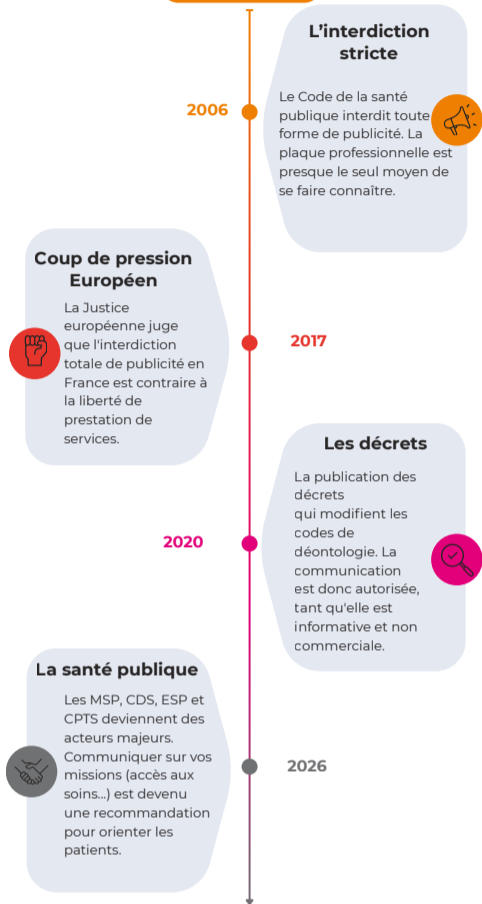 L'interdiction
stricte
2006
Le Code de la santé
publique interdit toute
forme de publicité. La
plaque professionnelle est
presque le seul moyen de
se faire connaître.
Coup de pression
Européen
La Justice
européenne juge
que l'interdiction
totale de publicité en
France est contraire à
la liberté de
prestation de
services.
2017
Les décrets
2020
La publication des
décrets
qui modifient les
codes de
déontologie. La
communication
est donc autorisée,
tant qu'elle est
informative et non
commerciale.
La santé publique
Les MSP, CDS, ESP et
CPTS deviennent des
acteurs majeurs.
Communiquer sur vos
missions (accès aux
soins...) est devenu
une recommandation
pour orienter les
patients.
2026